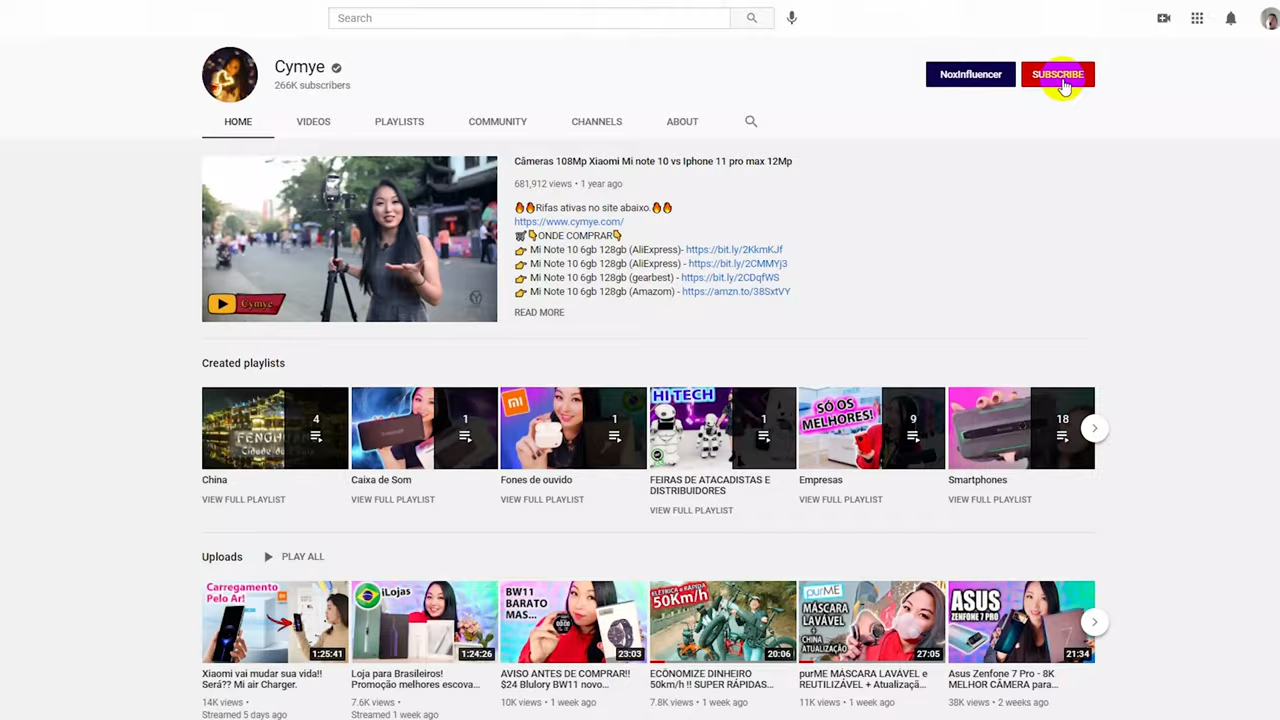 Search
Cymye
266K subscribers
NoxInfluencer
SUBSCRIBE
HOME
VIDEOS
PLAYLISTS
COMMUNITY
CHANNELS
ABOUT
Cymye
Câmeras 108Mp Xiaomi Mi note 10 vs Iphone 11 pro max 12Mp
681,912 views • 1 year ago
🔥🔥Rifas ativas no site abaixo.🔥🔥
https://www.cymye.com/
🛒👇ONDE COMPRAR👇
👉 Mi Note 10 6gb 128gb (AliExpress)- https://bit.ly/2KkmKJf
👉 Mi Note 10 6gb 128gb (AliExpress) - https://bit.ly/2CMMYj3
👉 Mi Note 10 6gb 128gb (gearbest) - https://bit.ly/2CDqfWS
👉 Mi Note 10 6gb 128gb (Amazom) - https://amzn.to/38SxtVY
READ MORE
Created playlists
FENGHUANG
4
1
mi
1
HI TECH
1
SÓ OS
MELHORES!
9
18
China
Caixa de Som
Fones de ouvido
FEIRAS DE ATACADISTAS E
DISTRIBUIDORES
Empresas
Smartphones
VIEW FULL PLAYLIST
VIEW FULL PLAYLIST
VIEW FULL PLAYLIST
VIEW FULL PLAYLIST
VIEW FULL PLAYLIST
VIEW FULL PLAYLIST
Uploads
PLAY ALL
Carregamento
Pelo Ar!
1:25:41
iLojas
1:24:26
BW11
BARATO
MAS...
23:03
ELÉTRICA e RÁPIDA
50Km/h
20:06
purME
MÁSCARA
LAVÁVEL
+
CHINA
ATUALIZAÇÃO
27:05
ASUS
ZENFONE 7 PRO
21:34
Xiaomi vai mudar sua vida!!
Será?? Mi air Charger.
14K views •
Streamed 5 days ago
Loja para Brasileiros!
Promoção melhores escova...
7.6K views •
Streamed 1 week ago
AVISO ANTES DE COMPRAR!!
$24 Blulory BW11 novo...
10K views • 1 week ago
ECÔNOMIZE DINHEIRO
50km/h !! SUPER RÁPIDAS...
7.8K views • 1 week ago
purME MÁSCARA LAVÁVEL e
REUTILIZÁVEL + Atualizaçã...
11K views • 1 week ago
Asus Zenfone 7 Pro - 8K
MELHOR CÂMERA para...
38K views • 2 weeks ago